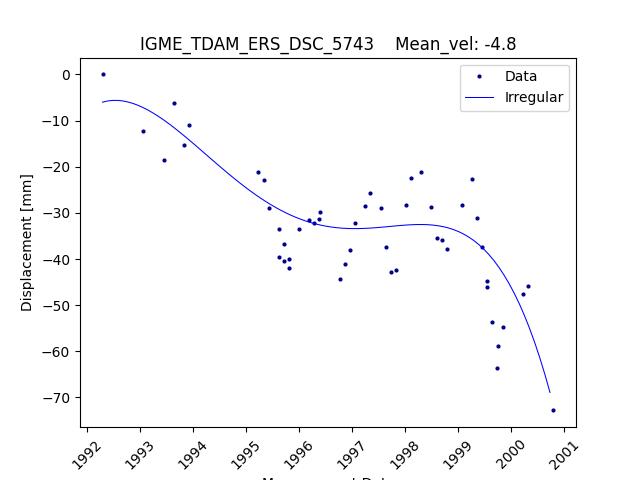 IGME_TDAM_ERS_DSC_5743    Mean_vel: -4.8
Data
Irregular
0
−10
−20
−30
−40
−50
−60
−70
Displacement [mm]
1992 1993 1994 1995 1996 1997 1998 1999 2000 2001